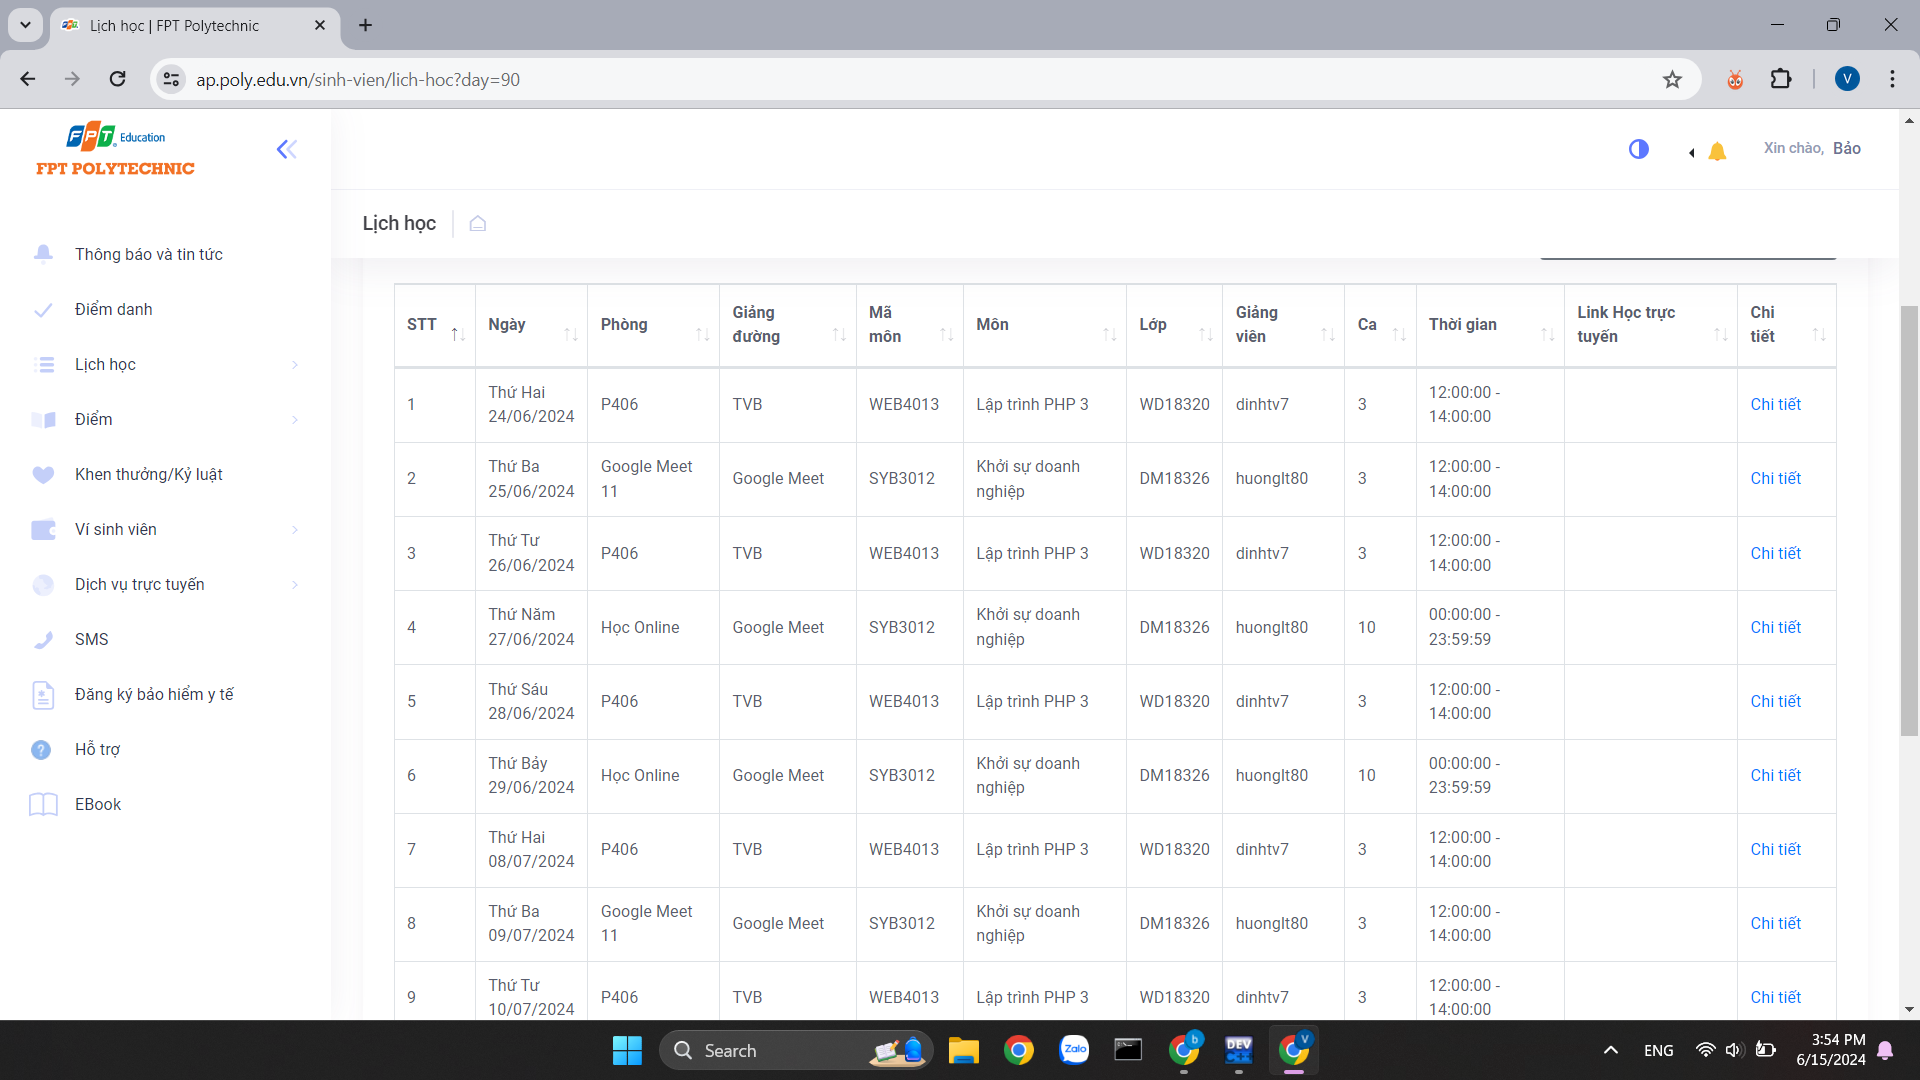 Lịch học | FPT Polytechnic
ap.poly.edu.vn/sinh-vien/lich-hoc?day=90
V
FPT Education
FPT POLYTECHNIC
Xin chào, Bảo
Lịch học
Thông báo và tin tức
Điểm danh
Lịch học
Điểm
Khen thưởng/Kỷ luật
Ví sinh viên
Dịch vụ trực tuyến
SMS
Đăng ký bảo hiểm y tế
Hỗ trợ
EBook
STT Ngày Phòng Giảng đường Mã môn Môn Lớp Giảng viên Ca Thời gian Link Học trực tuyến Chi tiết
1 Thứ Hai 24/06/2024 P406 TVB WEB4013 Lập trình PHP 3 WD18320 dinhtv7 3 12:00:00 - 14:00:00 Chi tiết
2 Thứ Ba 25/06/2024 Google Meet 11 Google Meet SYB3012 Khởi sự doanh nghiệp DM18326 huonglt80 3 12:00:00 - 14:00:00 Chi tiết
3 Thứ Tư 26/06/2024 P406 TVB WEB4013 Lập trình PHP 3 WD18320 dinhtv7 3 12:00:00 - 14:00:00 Chi tiết
4 Thứ Năm 27/06/2024 Học Online Google Meet SYB3012 Khởi sự doanh nghiệp DM18326 huonglt80 10 00:00:00 - 23:59:59 Chi tiết
5 Thứ Sáu 28/06/2024 P406 TVB WEB4013 Lập trình PHP 3 WD18320 dinhtv7 3 12:00:00 - 14:00:00 Chi tiết
6 Thứ Bảy 29/06/2024 Học Online Google Meet SYB3012 Khởi sự doanh nghiệp DM18326 huonglt80 10 00:00:00 - 23:59:59 Chi tiết
7 Thứ Hai 08/07/2024 P406 TVB WEB4013 Lập trình PHP 3 WD18320 dinhtv7 3 12:00:00 - 14:00:00 Chi tiết
8 Thứ Ba 09/07/2024 Google Meet 11 Google Meet SYB3012 Khởi sự doanh nghiệp DM18326 huonglt80 3 12:00:00 - 14:00:00 Chi tiết
9 Thứ Tư 10/07/2024 P406 TVB WEB4013 Lập trình PHP 3 WD18320 dinhtv7 3 12:00:00 - 14:00:00 Chi tiết
Search
Zalo
b
DEV
V
ENG
3:54 PM
6/15/2024